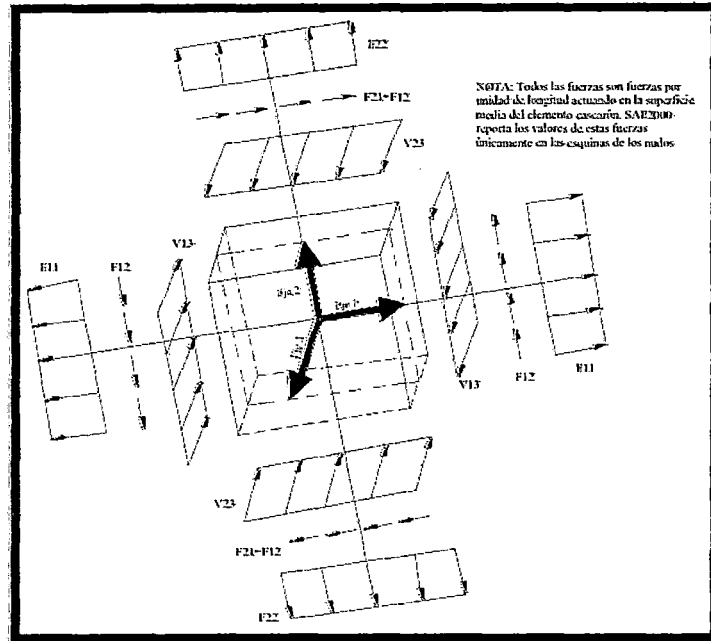 F22
F21=F12
V23
NOTA: Todos las fuerzas son fuerzas por
unidad de longitud actuando en la superficie
media del elemento cascarón. SAP2000
reporta los valores de estas fuerzas
únicamente en las esquinas de los nudos
V13
F11
F12
Eje 2
Eje 1
V13
F12
F11
V23
F21=F12
F22